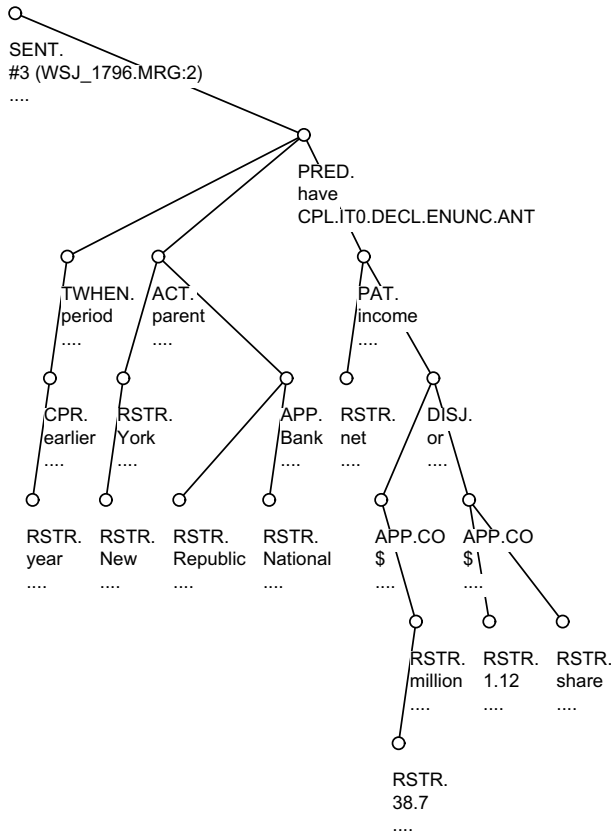 SENT.
#3 (WSJ_1796.MRG:2)
....
PRED.
have
CPL.IT0.DECL.ENUNC.ANT
TWHEN.
period
....
ACT.
parent
....
PAT.
income
....
CPR.
earlier
....
RSTR.
York
....
APP.
Bank
....
RSTR.
net
....
DISJ.
or
....
RSTR.
year
....
RSTR.
New
....
RSTR.
Republic
....
RSTR.
National
....
APP.CO
$
....
APP.CO
$
....
RSTR.
million
....
RSTR.
1.12
....
RSTR.
share
....
RSTR.
38.7
....